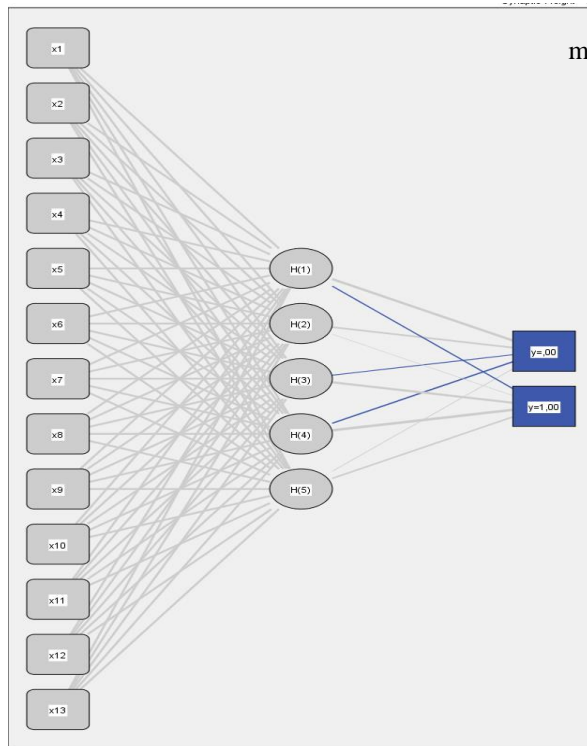 m
x1
x2
x3
x4
x5
x6
x7
x8
x9
x10
x11
x12
x13
H(1)
H(2)
H(3)
H(4)
H(5)
y=,00
y=1,00